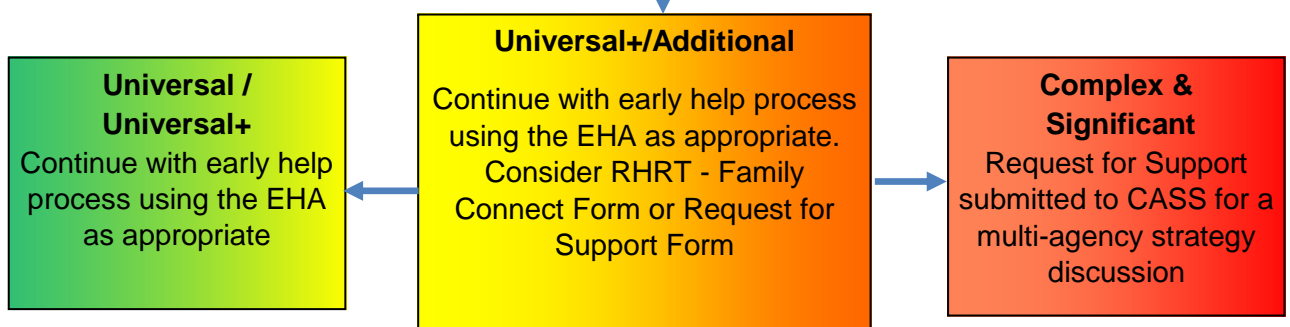 Universal /
Universal+
Continue with early help
process using the EHA
as appropriate
Universal+/Additional
Continue with early help process
using the EHA as appropriate.
Consider RHRT - Family
Connect Form or Request for
Support Form
Complex &
Significant
Request for Support
submitted to CASS for a
multi-agency strategy
discussion